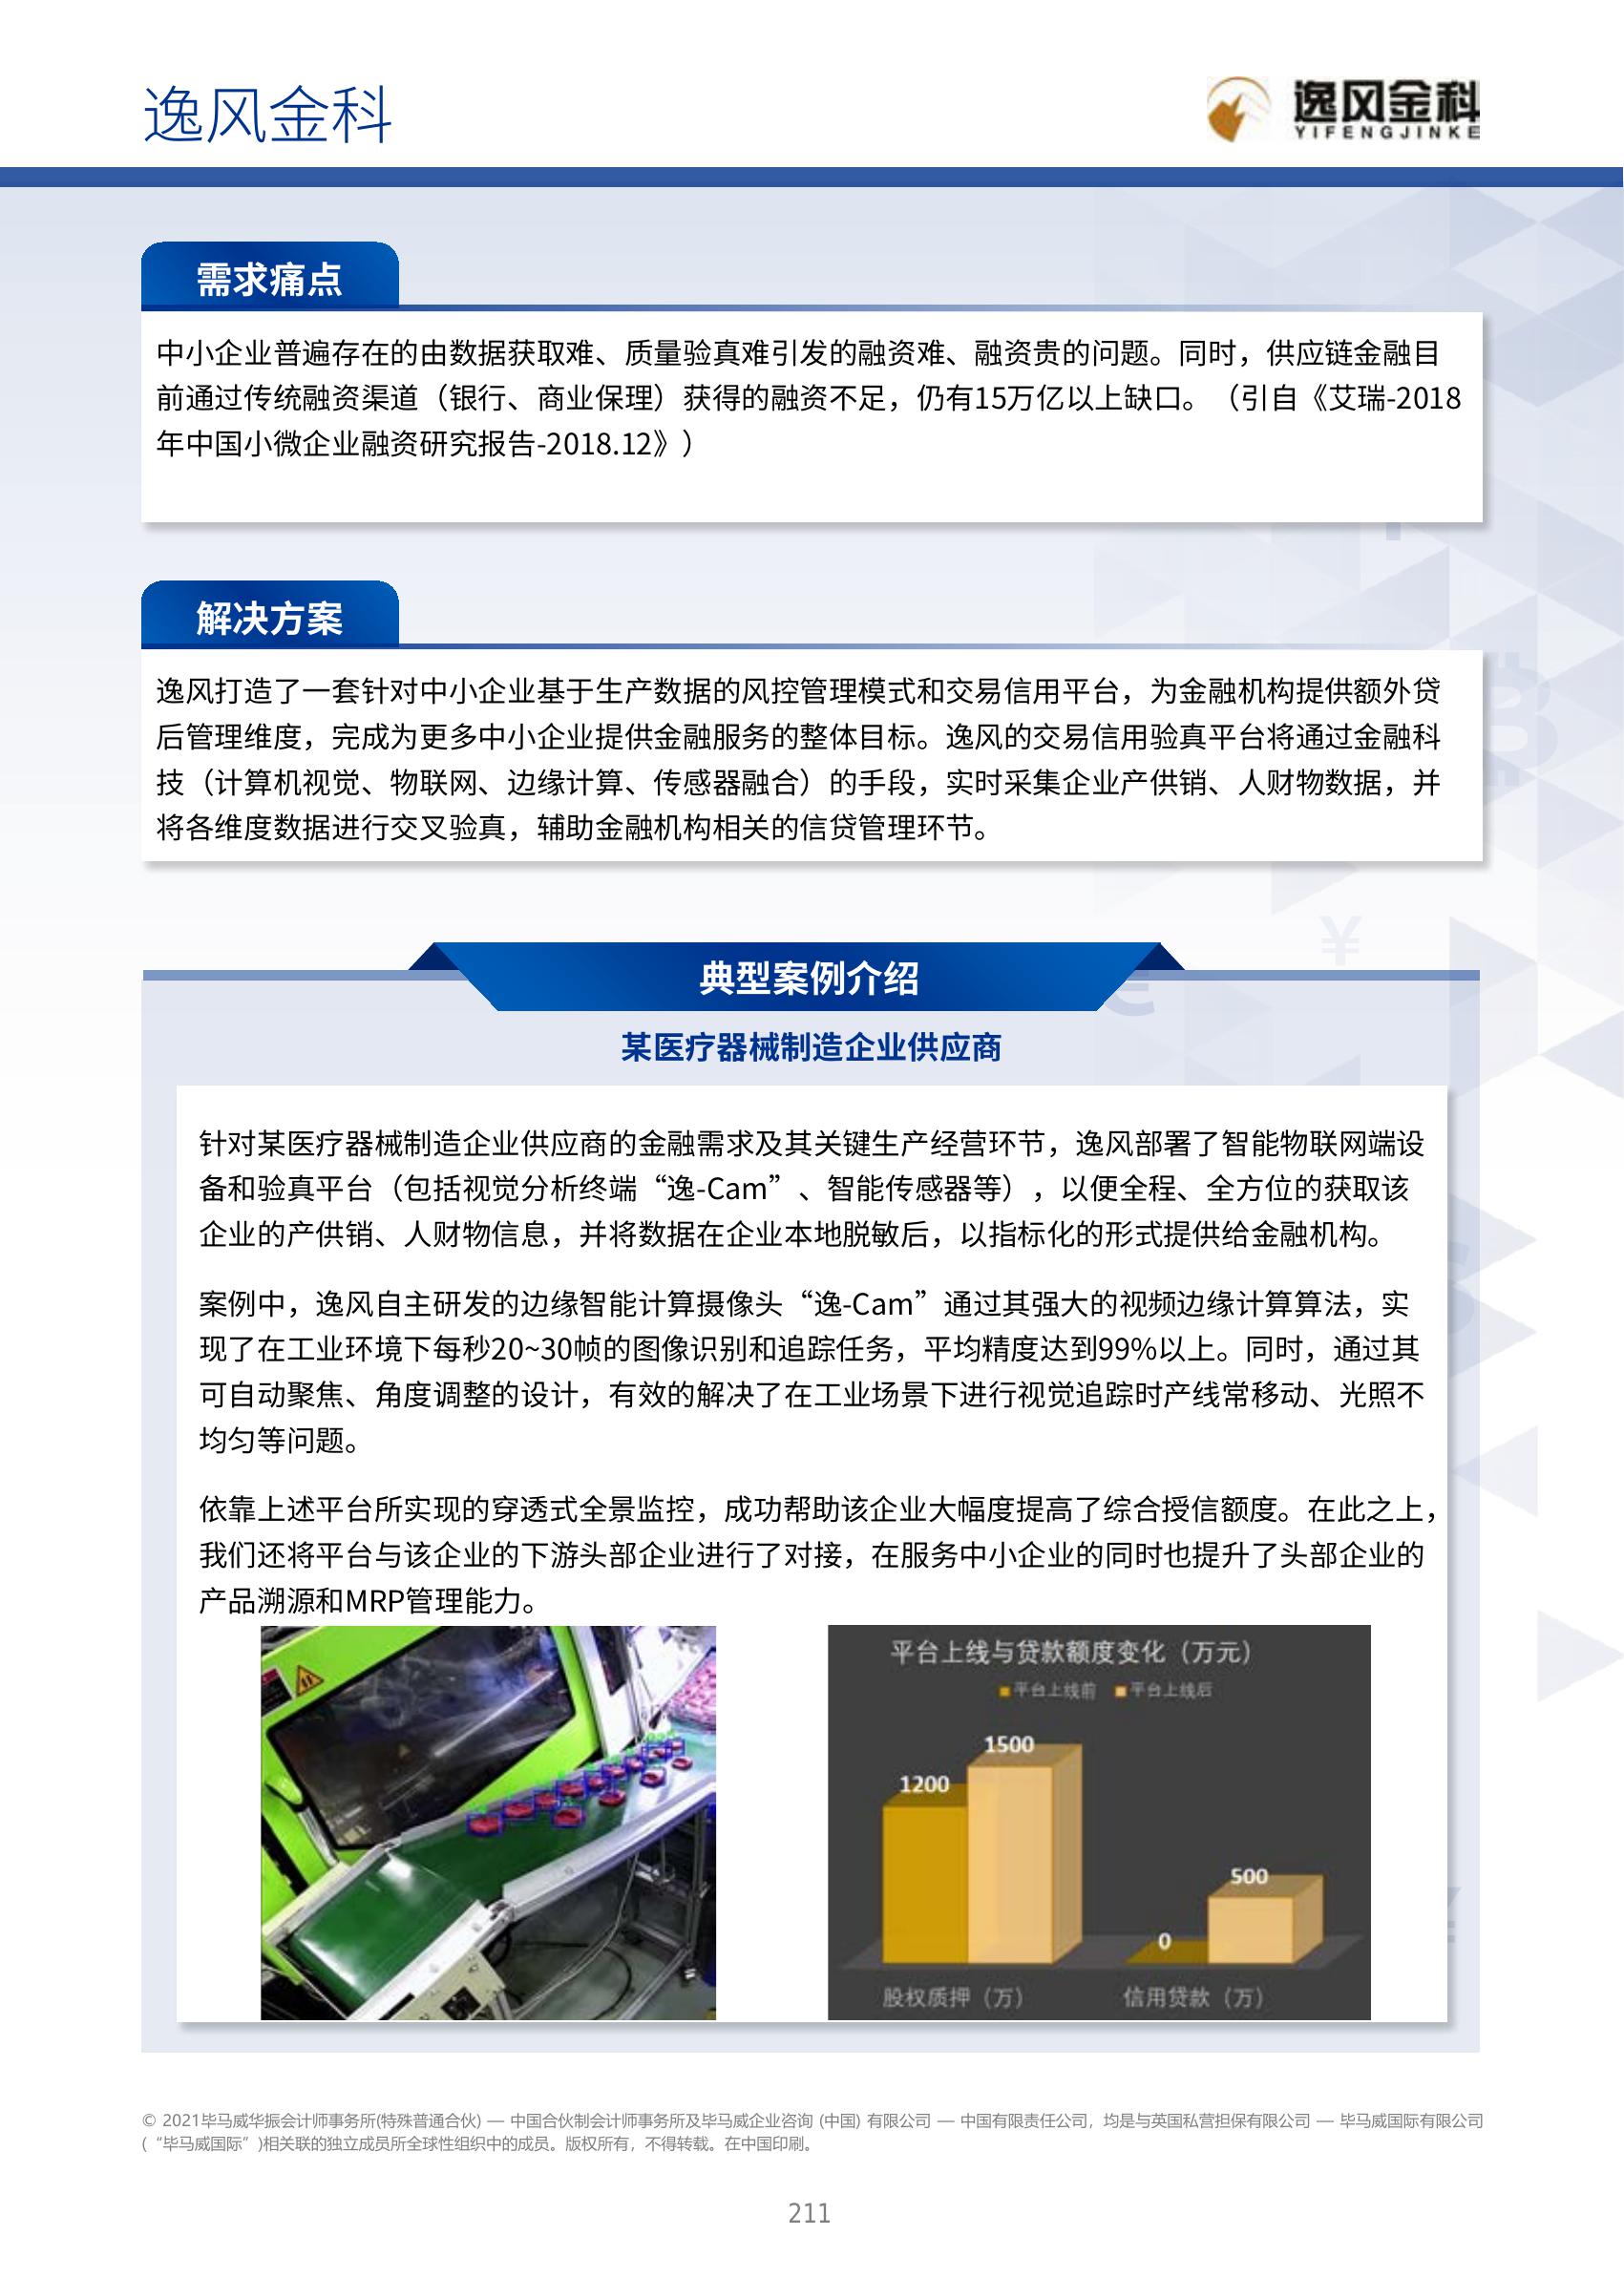 逸风金科
逸风金科
YIFENGJINKE
需求痛点
中小企业普遍存在的由数据获取难、质量验真难引发的融资难、融资贵的问题。同时，供应链金融目
前通过传统融资渠道（银行、商业保理）获得的融资不足，仍有15万亿以上缺口。（引自《艾瑞-2018
年中国小微企业融资研究报告-2018.12》）
解决方案
逸风打造了一套针对中小企业基于生产数据的风控管理模式和交易信用平台，为金融机构提供额外贷
后管理维度，完成为更多中小企业提供金融服务的整体目标。逸风的交易信用验真平台将通过金融科
技（计算机视觉、物联网、边缘计算、传感器融合）的手段，实时采集企业产供销、人财物数据，并
将各维度数据进行交叉验真，辅助金融机构相关的信贷管理环节。
典型案例介绍
某医疗器械制造企业供应商
针对某医疗器械制造企业供应商的金融需求及其关键生产经营环节，逸风部署了智能物联网端设
备和验真平台（包括视觉分析终端“逸-Cam”、智能传感器等），以便全程、全方位的获取该
企业的产供销、人财物信息，并将数据在企业本地脱敏后，以指标化的形式提供给金融机构。
案例中，逸风自主研发的边缘智能计算摄像头“逸-Cam”通过其强大的视频边缘计算算法，实
现了在工业环境下每秒20~30帧的图像识别和追踪任务，平均精度达到99%以上。同时，通过其
可自动聚焦、角度调整的设计，有效的解决了在工业场景下进行视觉追踪时产线常移动、光照不
均匀等问题。
依靠上述平台所实现的穿透式全景监控，成功帮助该企业大幅度提高了综合授信额度。在此之上，
我们还将平台与该企业的下游头部企业进行了对接，在服务中小企业的同时也提升了头部企业的
产品溯源和MRP管理能力。
平台上线与贷款额度变化（万元）
平台上线前 平台上线后
1500
1200
500
0
股权质押（万） 信用贷款（万）
© 2021毕马威华振会计师事务所(特殊普通合伙) — 中国合伙制会计师事务所及毕马威企业咨询 (中国) 有限公司 — 中国有限责任公司，均是与英国私营担保有限公司 — 毕马威国际有限公司
(“毕马威国际”)相关联的独立成员所全球性组织中的成员。版权所有，不得转载。在中国印刷。
211